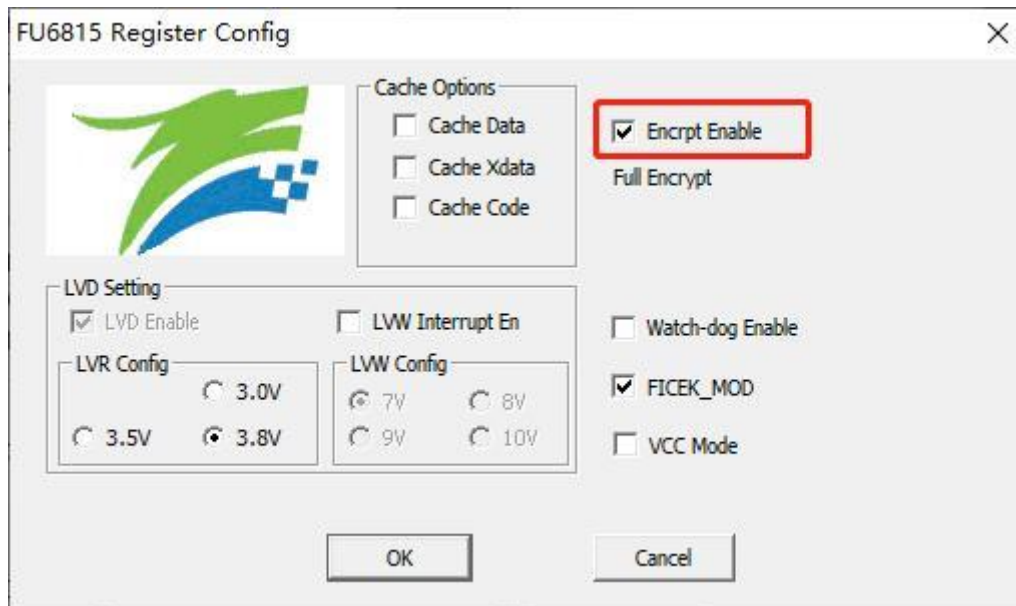 FU6815 Register Config
Cache Options
Cache Data
Cache Xdata
Cache Code
Encrpt Enable
Full Encrypt
LVD Setting
LVD Enable
LVW Interrupt En
LVR Config
3.0V
3.5V
3.8V
LVW Config
7V
8V
9V
10V
Watch-dog Enable
FICEK_MOD
VCC Mode
OK
Cancel